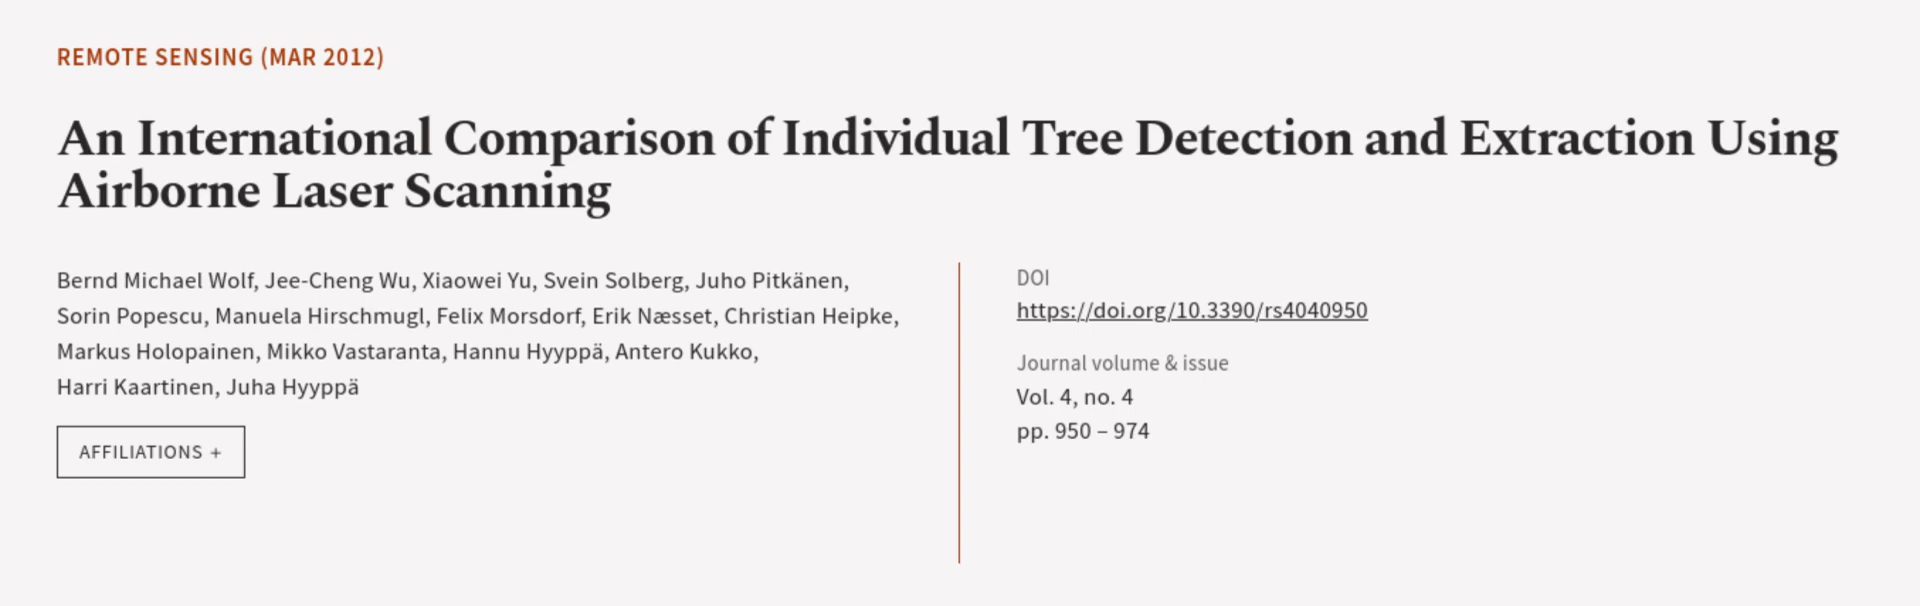 REMOTE SENSING (MAR 2012)
An International Comparison of Individual Tree Detection and Extraction Using
Airborne Laser Scanning
Bernd Michael Wolf, Jee-Cheng Wu, Xiaowei Yu, Svein Solberg, Juho Pitkänen,
Sorin Popescu, Manuela Hirschmugl, Felix Morsdorf, Erik Næsset, Christian Heipke,
Markus Holopainen, Mikko Vastaranta, Hannu Hyyppä, Antero Kukko,
Harri Kaartinen, Juha Hyyppä
AFFILIATIONS +
DOI
https://doi.org/10.3390/rs4040950
Journal volume & issue
Vol. 4, no. 4
pp. 950 – 974